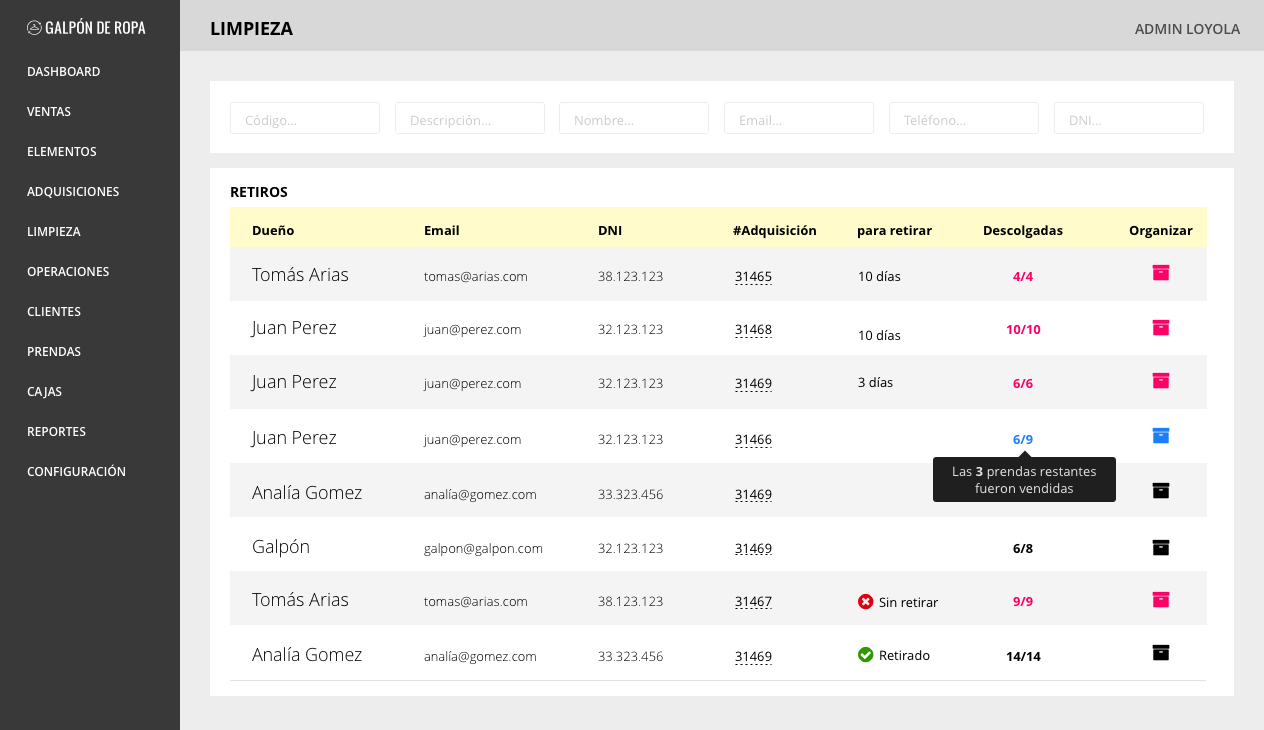 GALPÓN DE ROPA
DASHBOARD
VENTAS
ELEMENTOS
ADQUISICIONES
LIMPIEZA
OPERACIONES
CLIENTES
PRENDAS
CAJAS
REPORTES
CONFIGURACIÓN
LIMPIEZA
ADMIN LOYOLA
Código... Descripción... Nombre... Email... Teléfono... DNI...
RETIROS
Dueño Email DNI #Adquisición para retirar Descolgadas Organizar
Tomás Arias tomas@arias.com 38.123.123 31465 10 días 4/4
Juan Perez juan@perez.com 32.123.123 31468 10 días 10/10
Juan Perez juan@perez.com 32.123.123 31469 3 días 6/6
Juan Perez juan@perez.com 32.123.123 31466 6/9
Las 3 prendas restantes
fueron vendidas
Analía Gomez analía@gomez.com 33.323.456 31469
Galpón galpon@galpon.com 32.123.123 31469 6/8
Tomás Arias tomas@arias.com 38.123.123 31467 Sin retirar 9/9
Analía Gomez analía@gomez.com 33.323.456 31469 Retirado 14/14